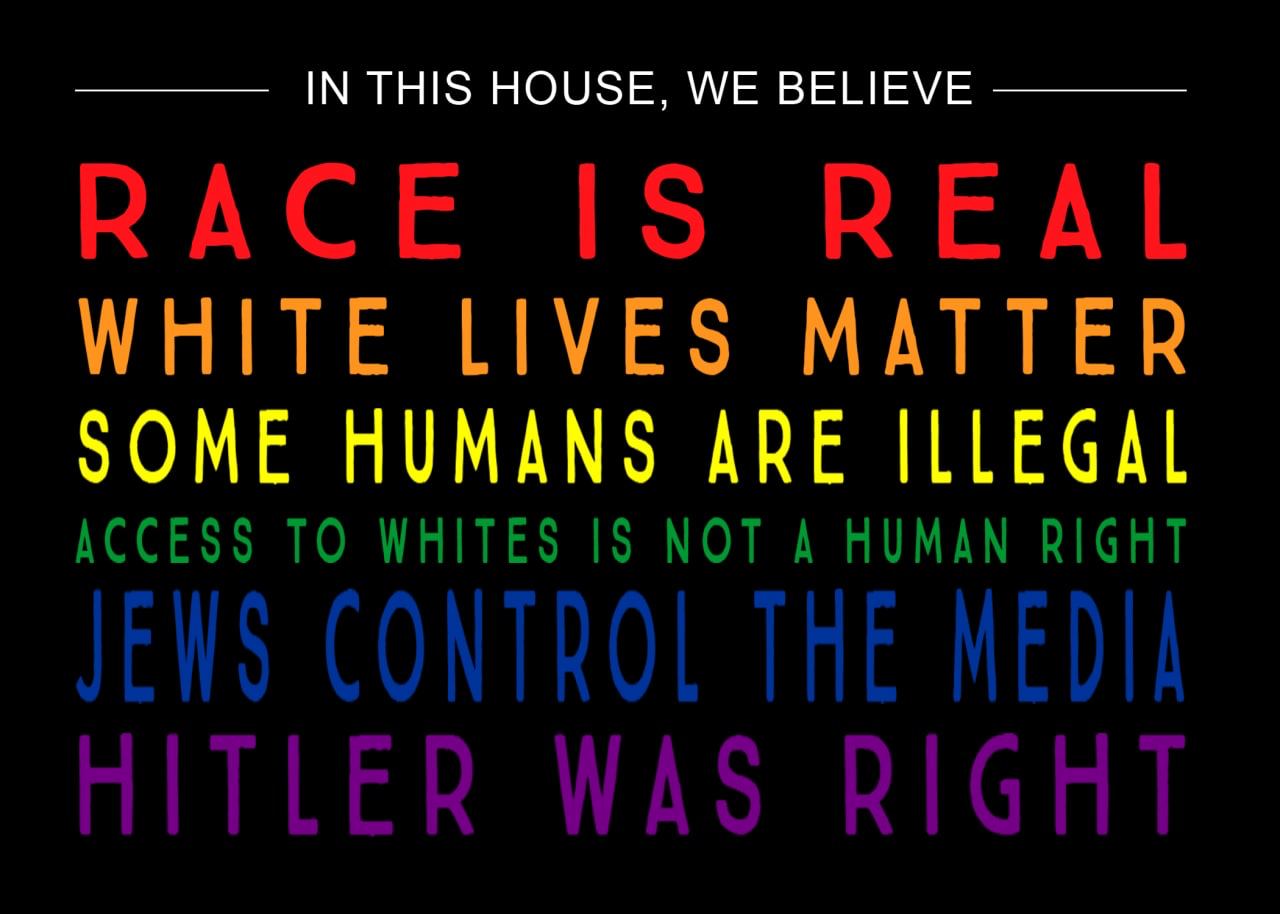 IN THIS HOUSE, WE BELIEVE
RACE IS REAL
WHITE LIVES MATTER
SOME HUMANS ARE ILLEGAL
ACCESS TO WHITES IS NOT A HUMAN RIGHT
JEWS CONTROL THE MEDIA
HITLER WAS RIGHT